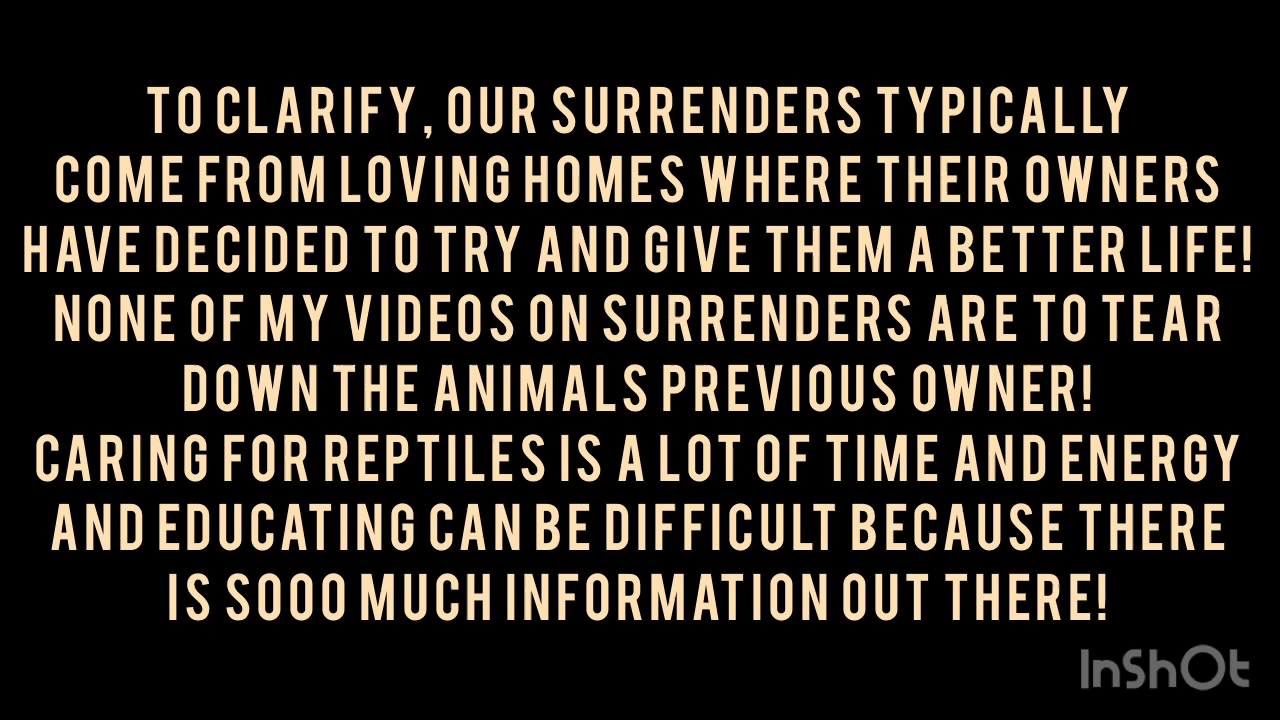 TO CLARIFY, OUR SURRENDERS TYPICALLY
COME FROM LOVING HOMES WHERE THEIR OWNERS
HAVE DECIDED TO TRY AND GIVE THEM A BETTER LIFE!
NONE OF MY VIDEOS ON SURRENDERS ARE TO TEAR
DOWN THE ANIMALS PREVIOUS OWNER!
CARING FOR REPTILES IS A LOT OF TIME AND ENERGY
AND EDUCATING CAN BE DIFFICULT BECAUSE THERE
IS SOOO MUCH INFORMATION OUT THERE!
InShOt